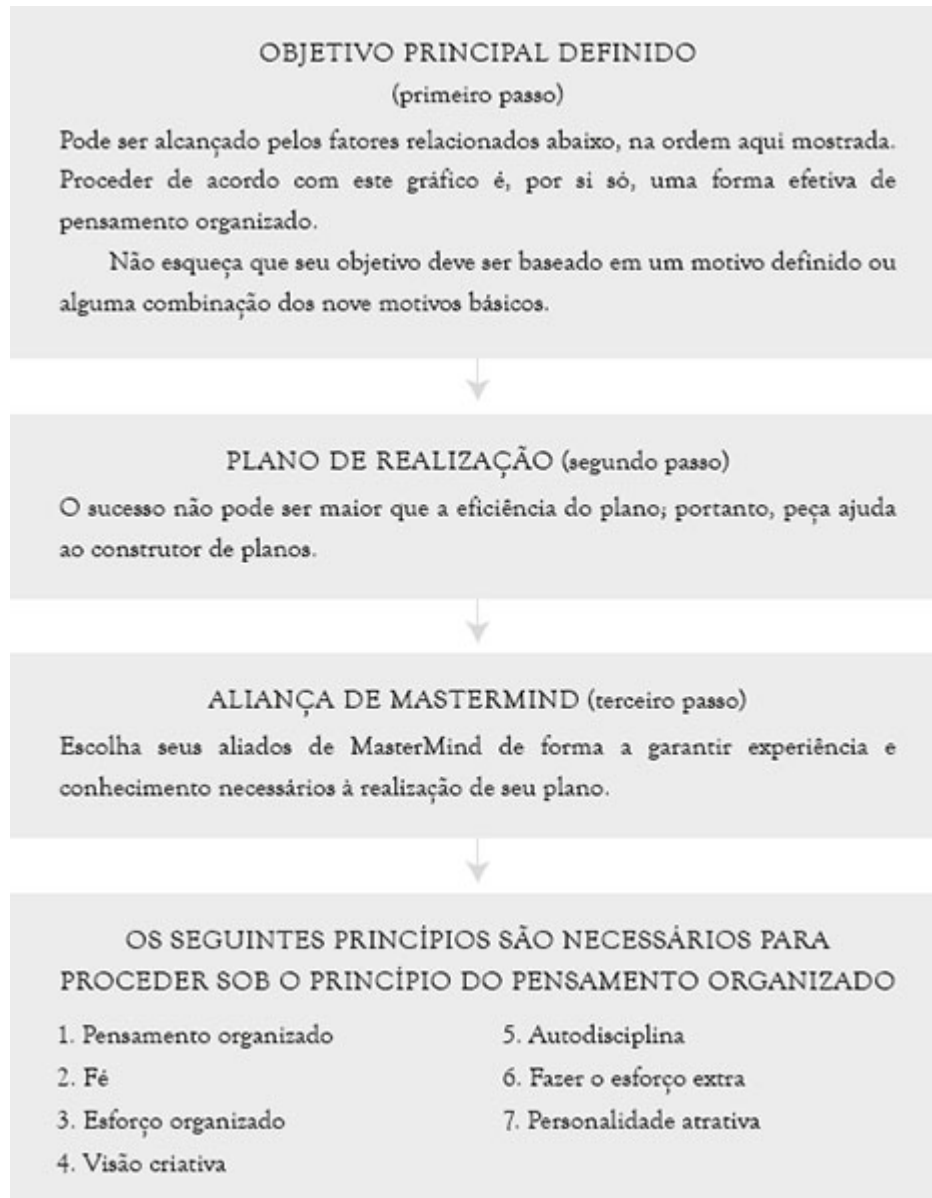 OBJETIVO PRINCIPAL DEFINIDO
(primeiro passo)
Pode ser alcançado pelos fatores relacionados abaixo, na ordem aqui mostrada.
Proceder de acordo com este gráfico é, por si só, uma forma efetiva de
pensamento organizado.
Não esqueça que seu objetivo deve ser baseado em um motivo definido ou
alguma combinação dos nove motivos básicos.
PLANO DE REALIZAÇÃO (segundo passo)
O sucesso não pode ser maior que a eficiência do plano; portanto, peça ajuda
ao construtor de planos.
ALIANÇA DE MASTERMIND (terceiro passo)
Escolha seus aliados de MasterMind de forma a garantir experiência e
conhecimento necessários à realização de seu plano.
OS SEGUINTES PRINCÍPIOS SÃO NECESSÁRIOS PARA
PROCEDER SOB O PRINCÍPIO DO PENSAMENTO ORGANIZADO
1. Pensamento organizado
2. Fé
3. Esforço organizado
4. Visão criativa
5. Autodisciplina
6. Fazer o esforço extra
7. Personalidade atrativa